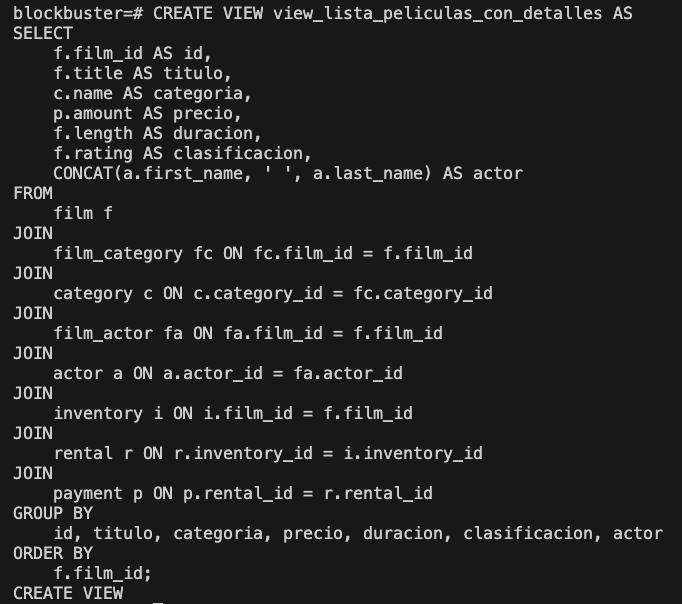 blockbuster=# CREATE VIEW view_lista_peliculas_con_detalles AS
SELECT
    f.film_id AS id,
    f.title AS titulo,
    c.name AS categoria,
    p.amount AS precio,
    f.length AS duracion,
    f.rating AS clasificacion,
    CONCAT(a.first_name, ' ', a.last_name) AS actor
FROM
    film f
JOIN
    film_category fc ON fc.film_id = f.film_id
JOIN
    category c ON c.category_id = fc.category_id
JOIN
    film_actor fa ON fa.film_id = f.film_id
JOIN
    actor a ON a.actor_id = fa.actor_id
JOIN
    inventory i ON i.film_id = f.film_id
JOIN
    rental r ON r.inventory_id = i.inventory_id
JOIN
    payment p ON p.rental_id = r.rental_id
GROUP BY
    id, titulo, categoria, precio, duracion, clasificacion, actor
ORDER BY
    f.film_id;
CREATE VIEW